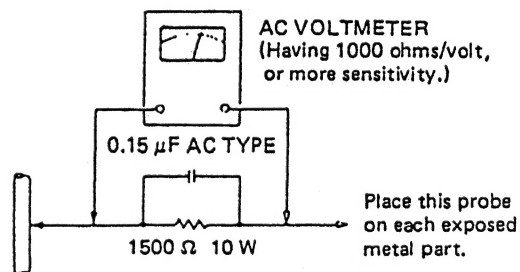 AC VOLTMETER
(Having 1000 ohms/volt,
or more sensitivity.)
0.15 µF AC TYPE
1500 Ω 10 W
Place this probe
on each exposed
metal part.